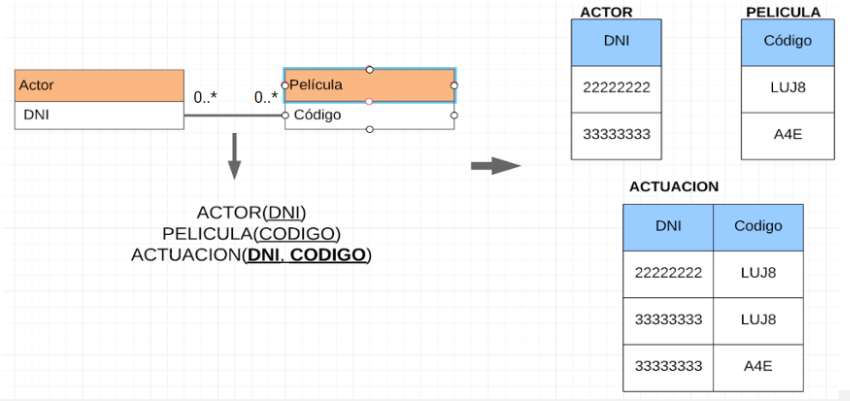 Actor
DNI
0..*
0..*
Película
Código
ACTOR(DNI)
PELICULA(CODIGO)
ACTUACION(DNI, CODIGO)
ACTOR
DNI
22222222
33333333
PELICULA
Código
LUJ8
A4E
ACTUACION
DNI Codigo
22222222 LUJ8
33333333 LUJ8
33333333 A4E